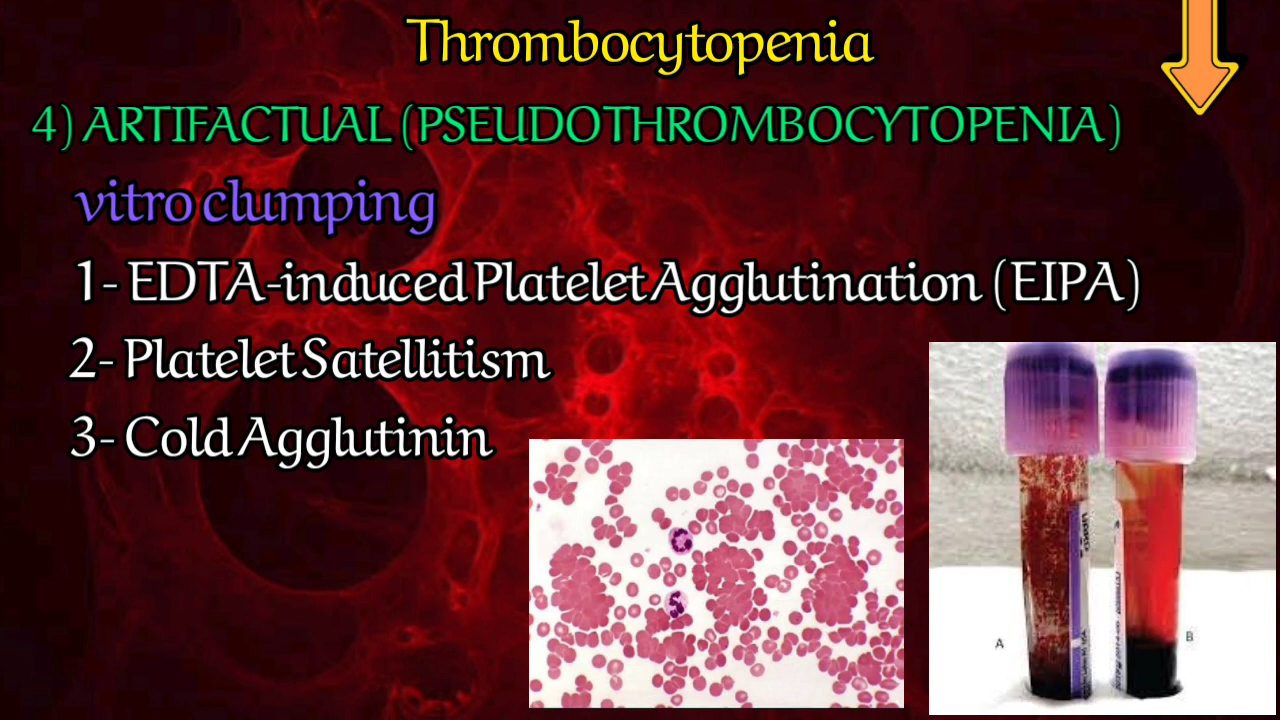 Thrombocytopenia
4) ARTIFACTUAL (PSEUDOTHROMBOCYTOPENIA)
vitro clumping
1- EDTA-induced Platelet Agglutination (EIPA)
2- Platelet Satellitism
3- Cold Agglutinin
A
B